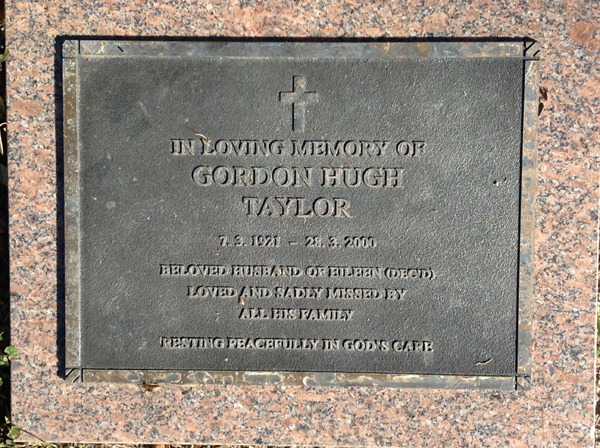 IN LOVING MEMORY OF
GORDON HUGH
TAYLOR
7. 3. 1921 – 28. 3. 2000
BELOVED HUSBAND OF EILEEN (DEC'D)
LOVED AND SADLY MISSED BY
ALL HIS FAMILY
RESTING PEACEFULLY IN GOD'S CARE